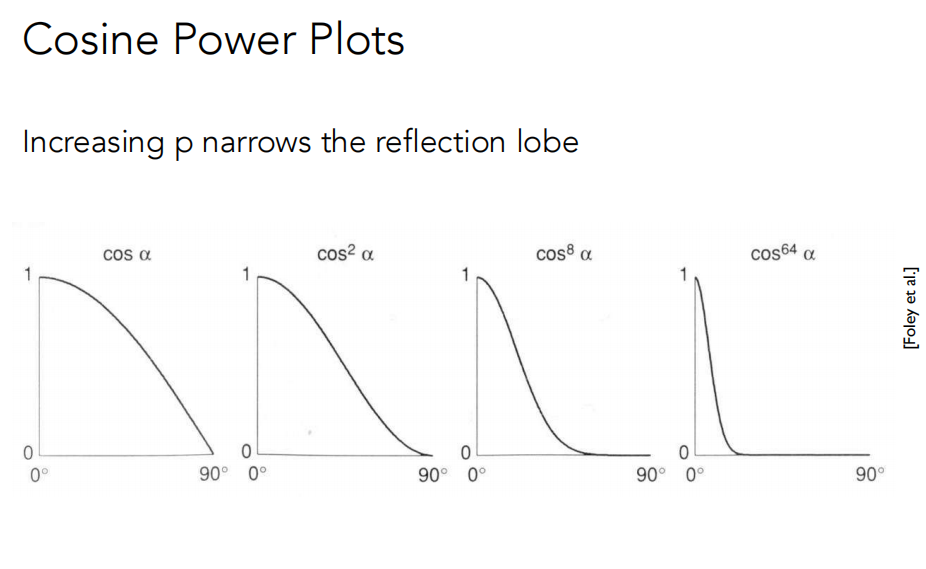 Cosine Power Plots
Increasing p narrows the reflection lobe
cos α
cos² α
cos⁸ α
cos⁶⁴ α
1
1
1
1
0
0
0
0
0° 90°
0° 90°
0° 90°
0° 90°
[Foley et al.]